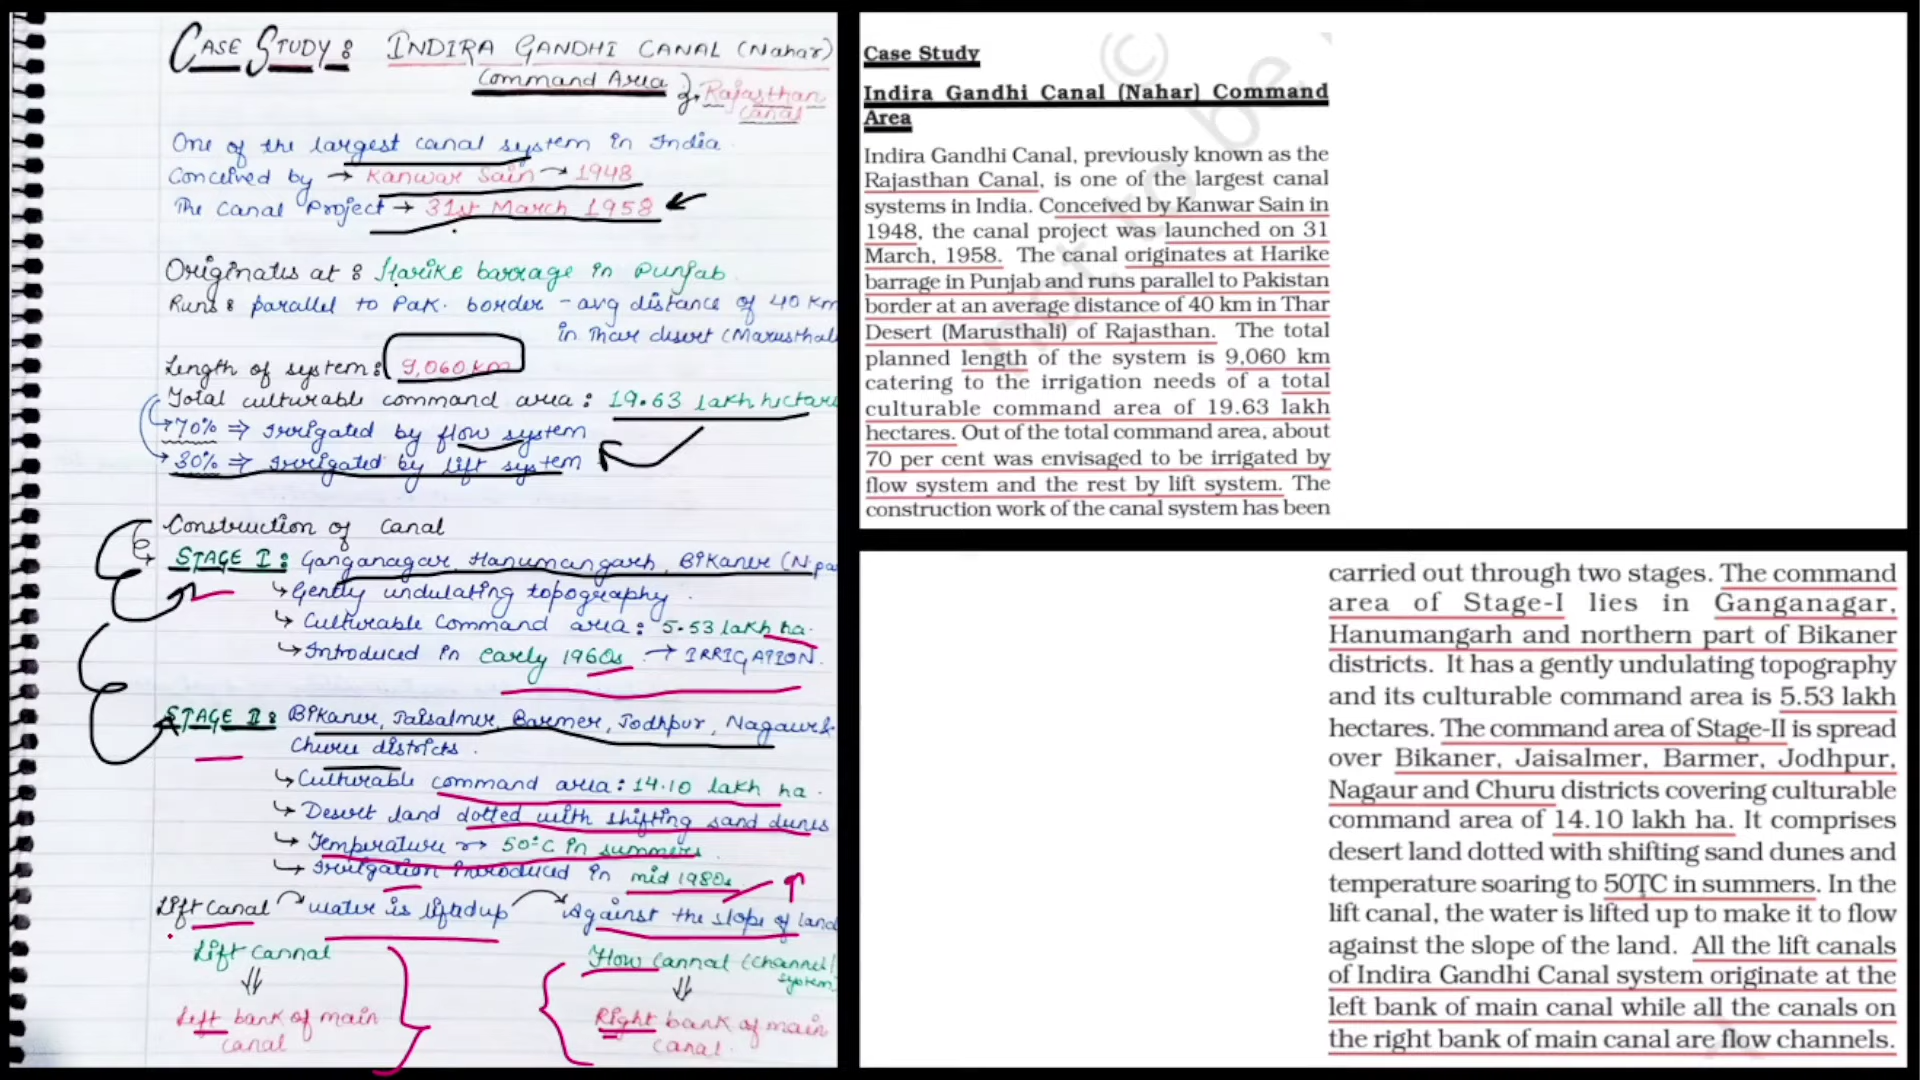 CASE STUDY: INDIRA GANDHI CANAL (Nahar)
Command Area } Rajasthan
Canal
One of the largest canal system in India
Conceived by → Kanwar Sain → 1948
The Canal Project → 31st March 1958
Originates at : Harike barrage in Punjab
Runs : parallel to Pak. border - avg distance of 40 Km
in Thar desert (Marusthal
Length of system: 9,060 km
Total culturable command area : 19.63 lakh hectare
→ 70% ⇒ Irrigated by flow system
→ 30% ⇒ Irrigated by lift system
Construction of Canal
STAGE I : Ganganagar, Hanumangarh, Bikaner (N.pa
↳ Gently undulating topography.
↳ Culturable Command area : 5.53 lakh ha.
↳ Introduced in early 1960s → IRRIGATION.
STAGE II : Bikaner, Jaisalmer, Barmer, Jodhpur, Nagaur &
Churu districts.
↳ Culturable command area : 14.10 lakh ha.
↳ Desert land dotted with shifting sand dunes
↳ Temperature → 50°C in summers.
↳ Irrigation Introduced in mid 1980s
Lift Canal → water is lifted up → Against the slope of land
Lift Cannal
⇓
Left bank of main
canal
Flow Cannal (channel/
system
⇓
Right bank of main
canal.
Case Study
Indira Gandhi Canal (Nahar) Command
Area
Indira Gandhi Canal, previously known as the
Rajasthan Canal, is one of the largest canal
systems in India. Conceived by Kanwar Sain in
1948, the canal project was launched on 31
March, 1958. The canal originates at Harike
barrage in Punjab and runs parallel to Pakistan
border at an average distance of 40 km in Thar
Desert (Marusthali) of Rajasthan. The total
planned length of the system is 9,060 km
catering to the irrigation needs of a total
culturable command area of 19.63 lakh
hectares. Out of the total command area, about
70 per cent was envisaged to be irrigated by
flow system and the rest by lift system. The
construction work of the canal system has been
carried out through two stages. The command
area of Stage-I lies in Ganganagar,
Hanumangarh and northern part of Bikaner
districts. It has a gently undulating topography
and its culturable command area is 5.53 lakh
hectares. The command area of Stage-II is spread
over Bikaner, Jaisalmer, Barmer, Jodhpur,
Nagaur and Churu districts covering culturable
command area of 14.10 lakh ha. It comprises
desert land dotted with shifting sand dunes and
temperature soaring to 50TC in summers. In the
lift canal, the water is lifted up to make it to flow
against the slope of the land. All the lift canals
of Indira Gandhi Canal system originate at the
left bank of main canal while all the canals on
the right bank of main canal are flow channels.
© not to be